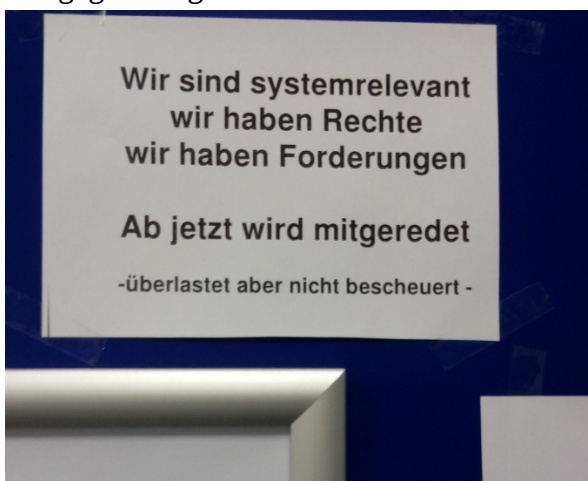 Wir sind systemrelevant
wir haben Rechte
wir haben Forderungen
Ab jetzt wird mitgeredet
-überlastet aber nicht bescheuert -